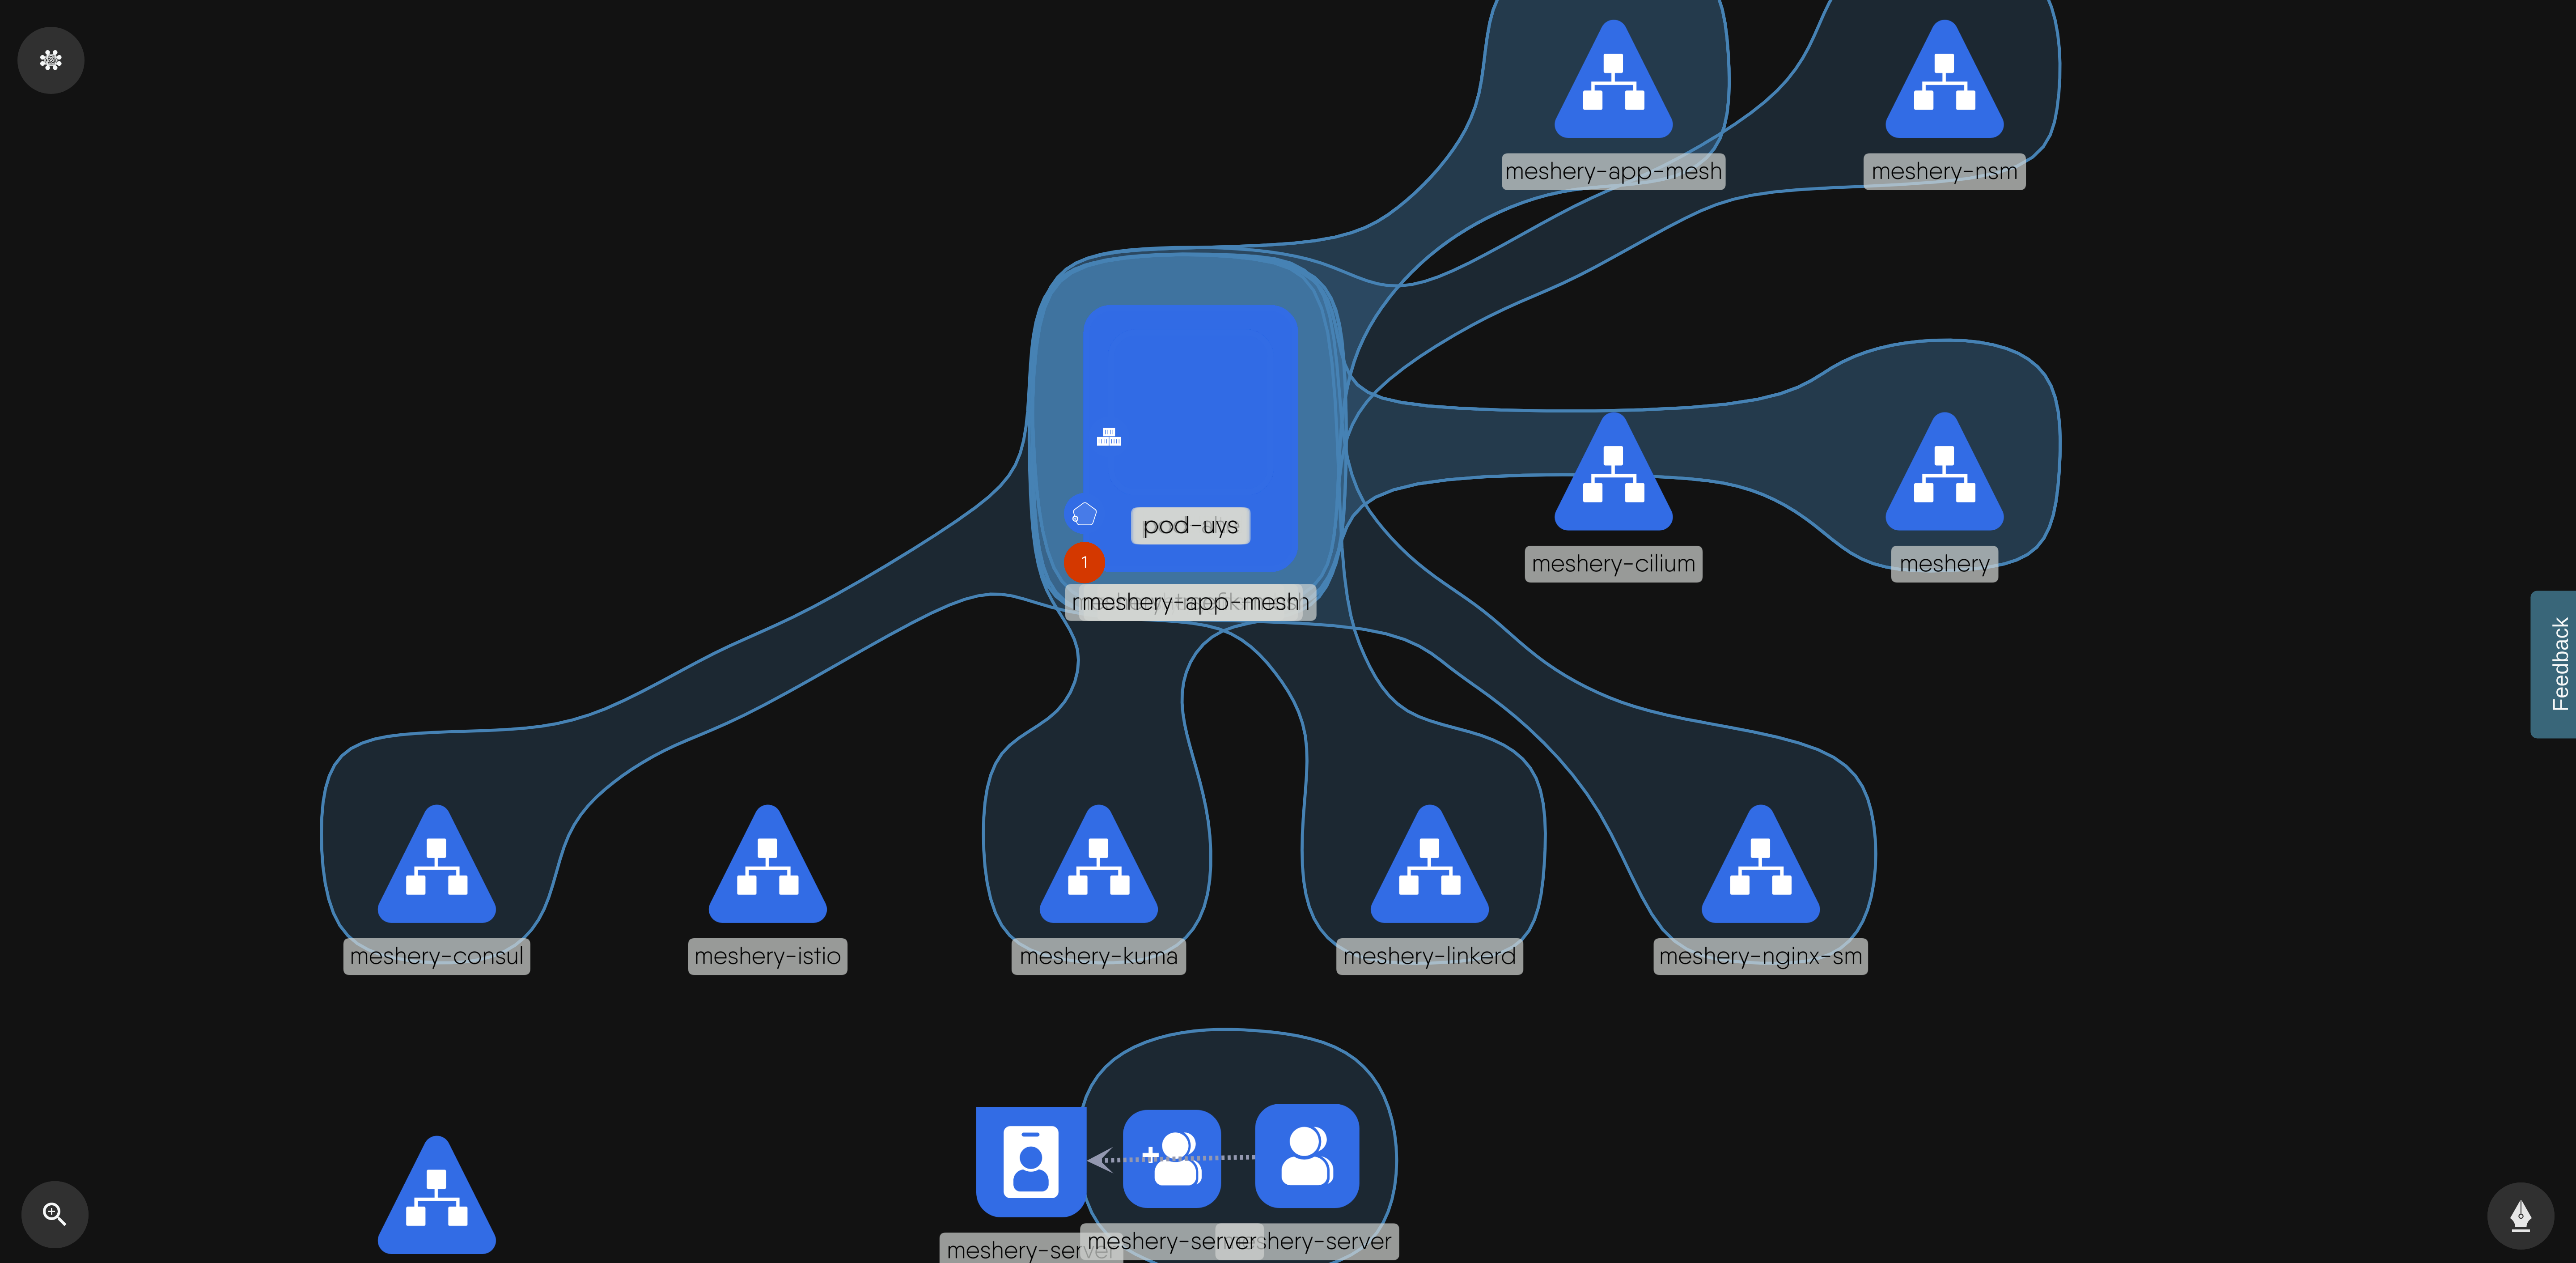 meshery-app-mesh
meshery-nsm
pod-uys
1
meshery-app-mesh
meshery-cilium
meshery
Feedback
meshery-consul
meshery-istio
meshery-kuma
meshery-linkerd
meshery-nginx-sm
meshery-server
meshery-server
meshery-server